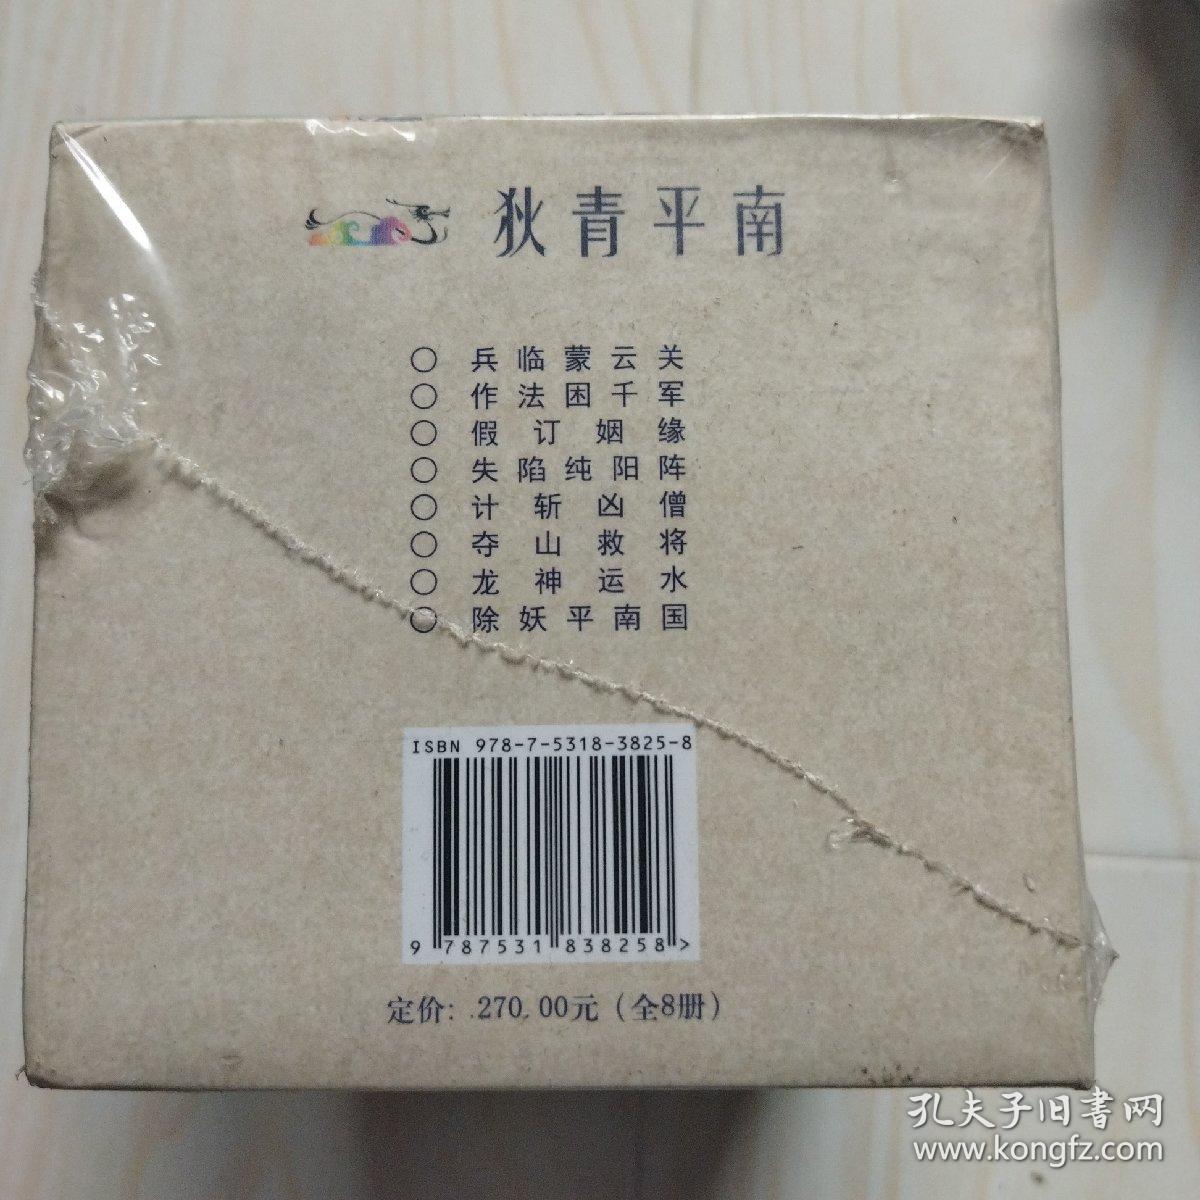 狄青平南
○ 兵临蒙云关
○ 作法困千军
○ 假订姻缘
○ 失陷纯阳阵
○ 计斩凶僧
○ 夺山救将
○ 龙神运水
○ 除妖平南国
ISBN 978-7-5318-3825-8
9 787531 838258 >
定价: 270.00元（全8册）
孔夫子旧書网
www.kongfz.com